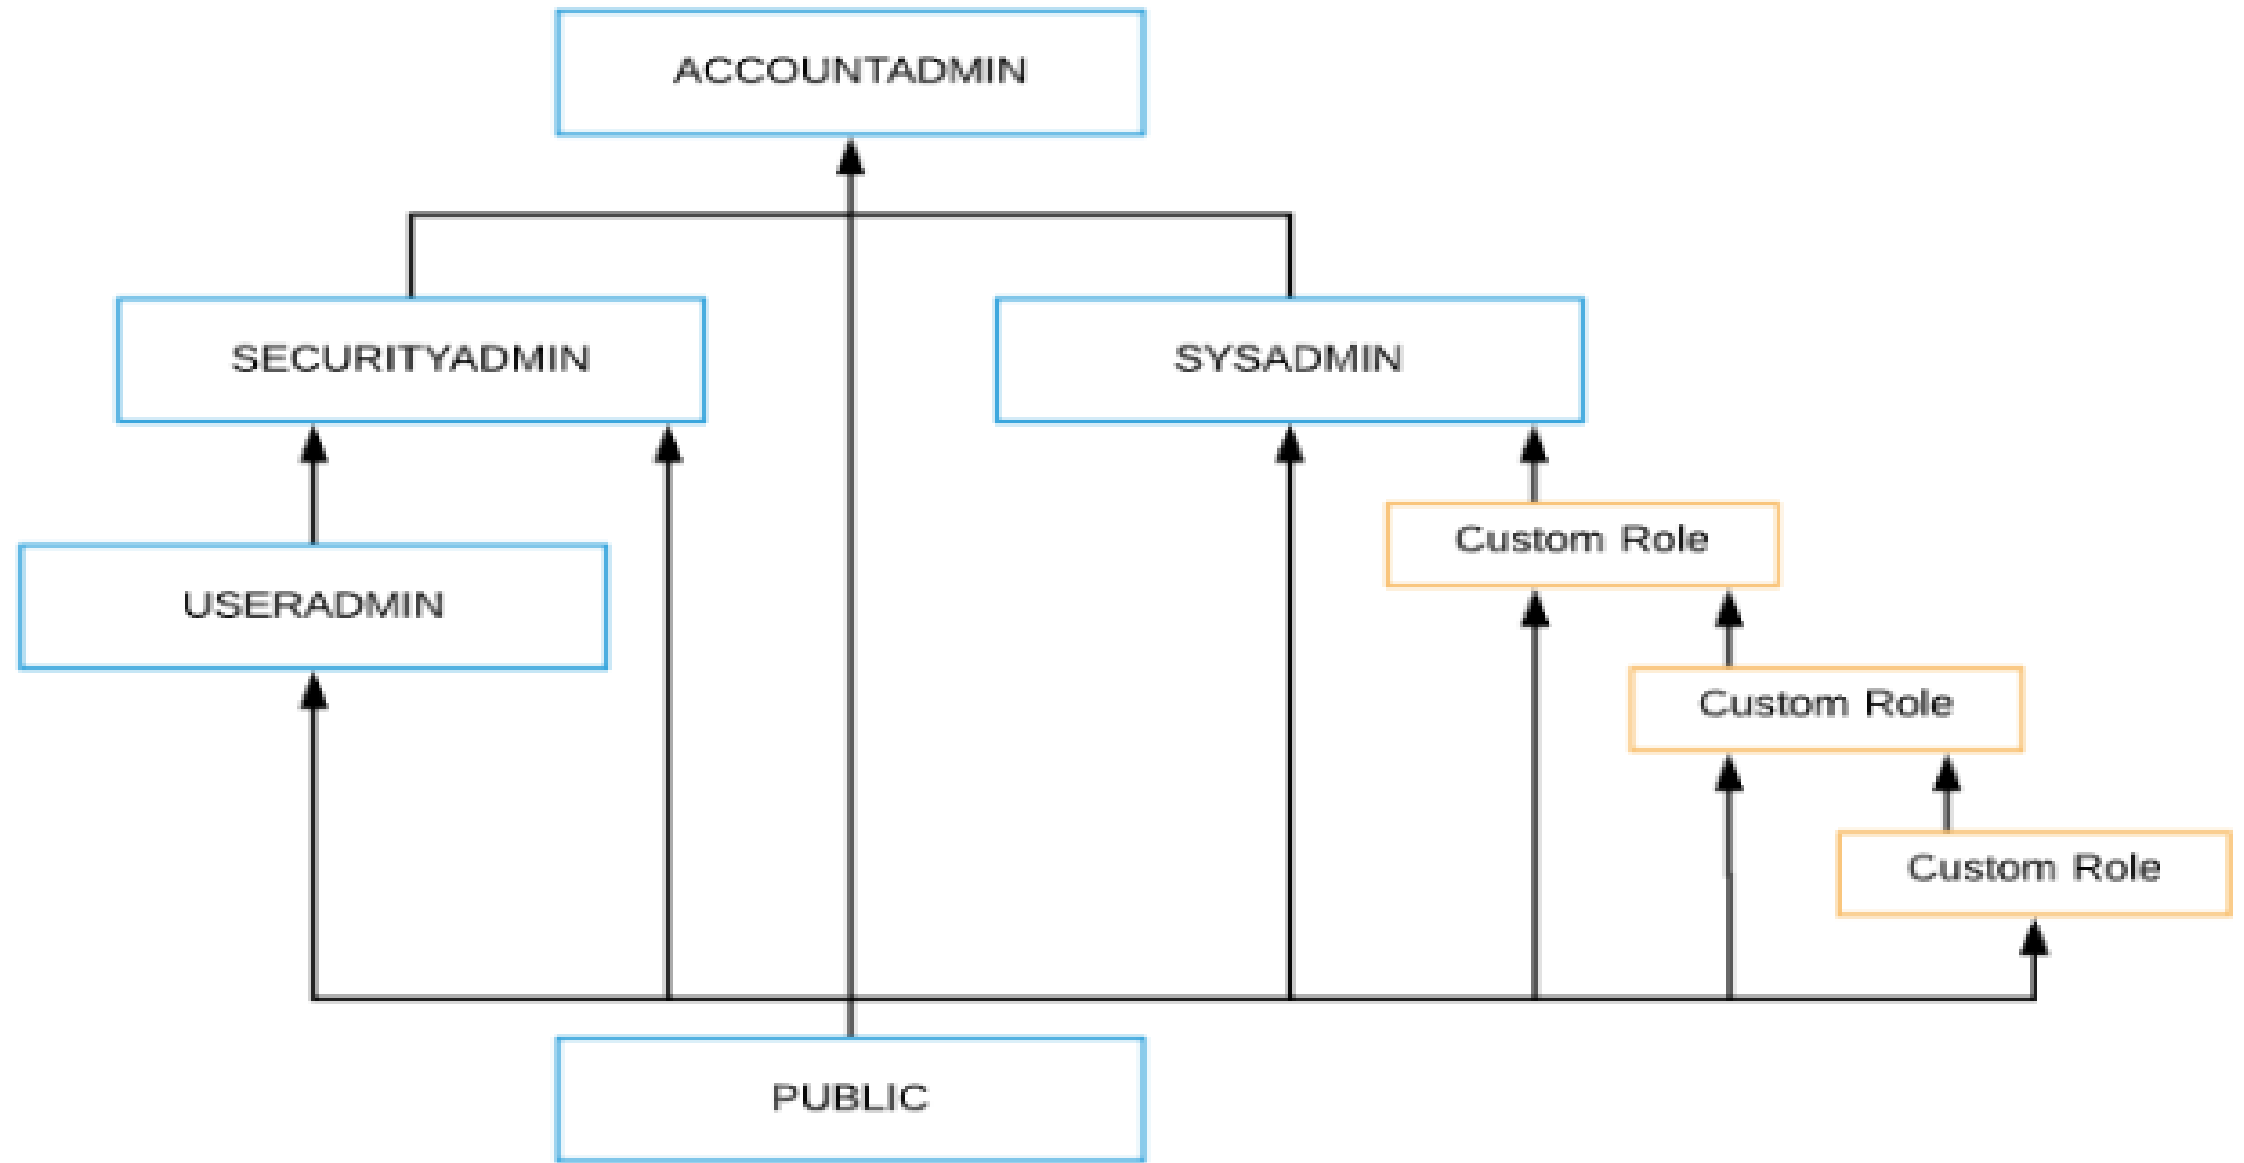 ACCOUNTADMIN
SECURITYADMIN
SYSADMIN
Custom Role
USERADMIN
Custom Role
Custom Role
PUBLIC